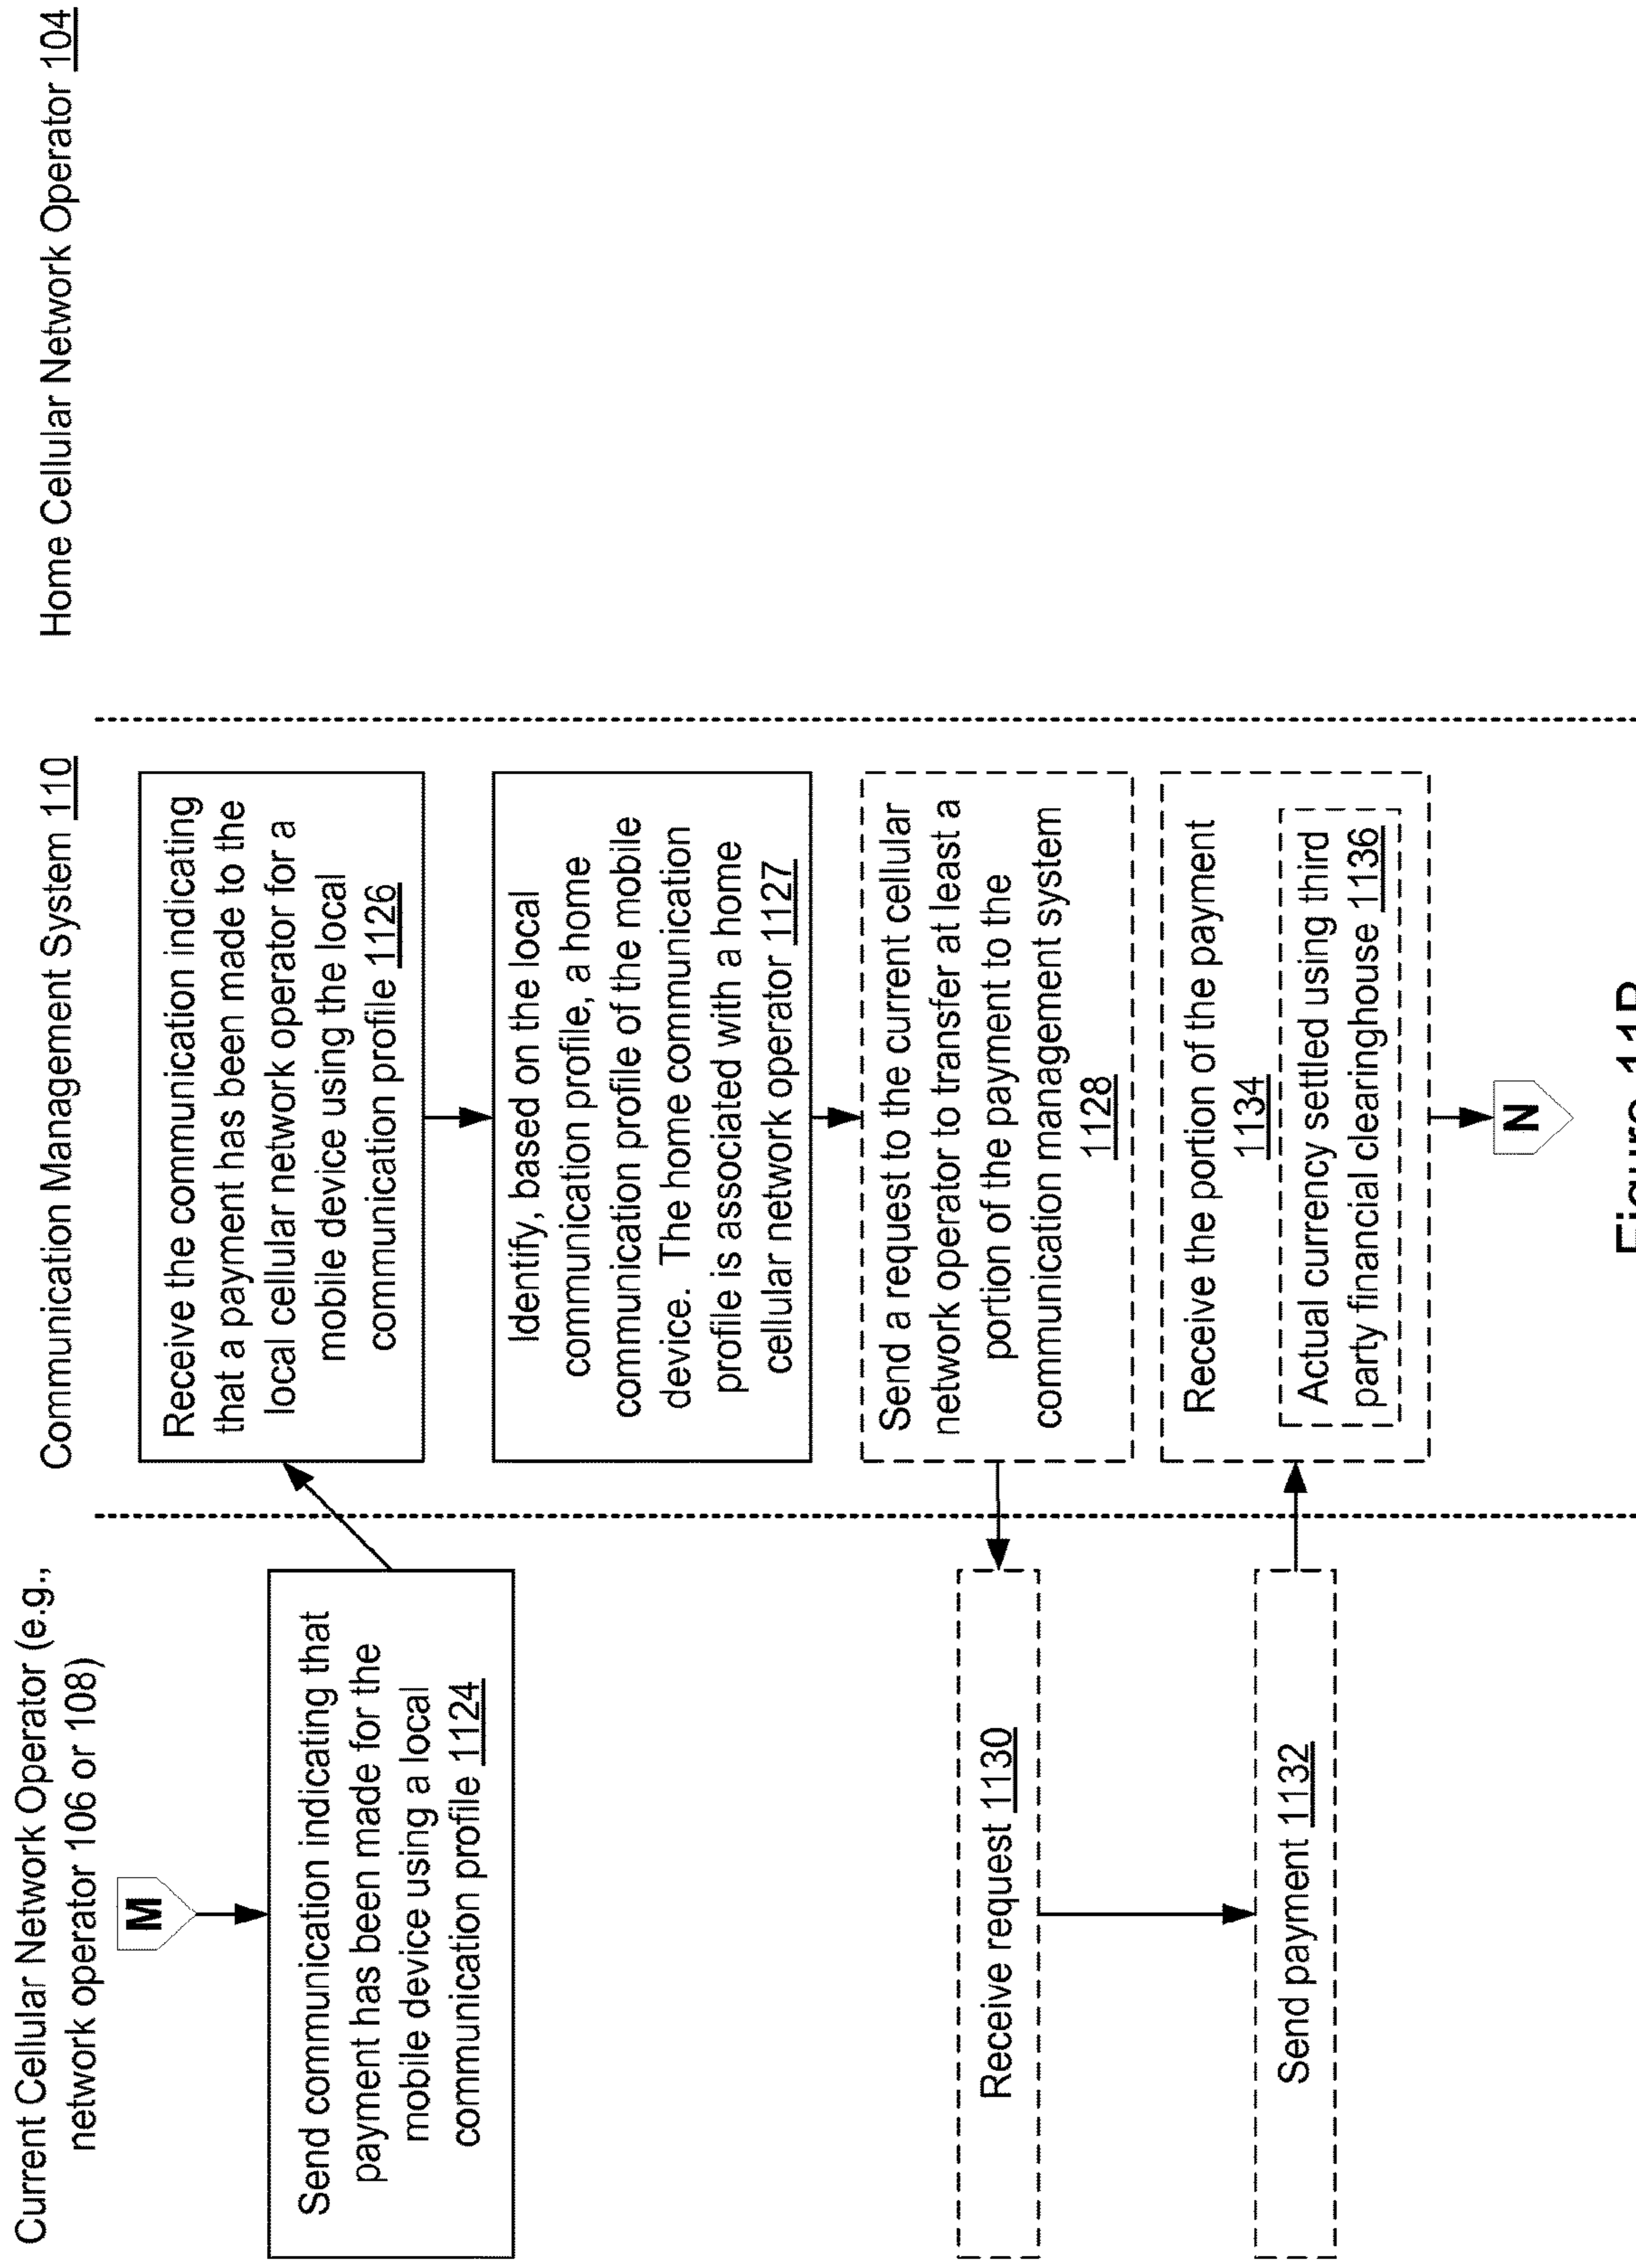 Current Cellular Network Operator (e.g.,
network operator 106 or 108)
Communication Management System 110
Home Cellular Network Operator 104
M
Send communication indicating that
payment has been made for the
mobile device using a local
communication profile 1124
Receive the communication indicating
that a payment has been made to the
local cellular network operator for a
mobile device using the local
communication profile 1126
Identify, based on the local
communication profile, a home
communication profile of the mobile
device. The home communication
profile is associated with a home
cellular network operator 1127
Send a request to the current cellular
network operator to transfer at least a
portion of the payment to the
communication management system
1128
Receive request 1130
Send payment 1132
Receive the portion of the payment
1134
Actual currency settled using third
party financial clearinghouse 1136
N
Figure 11B